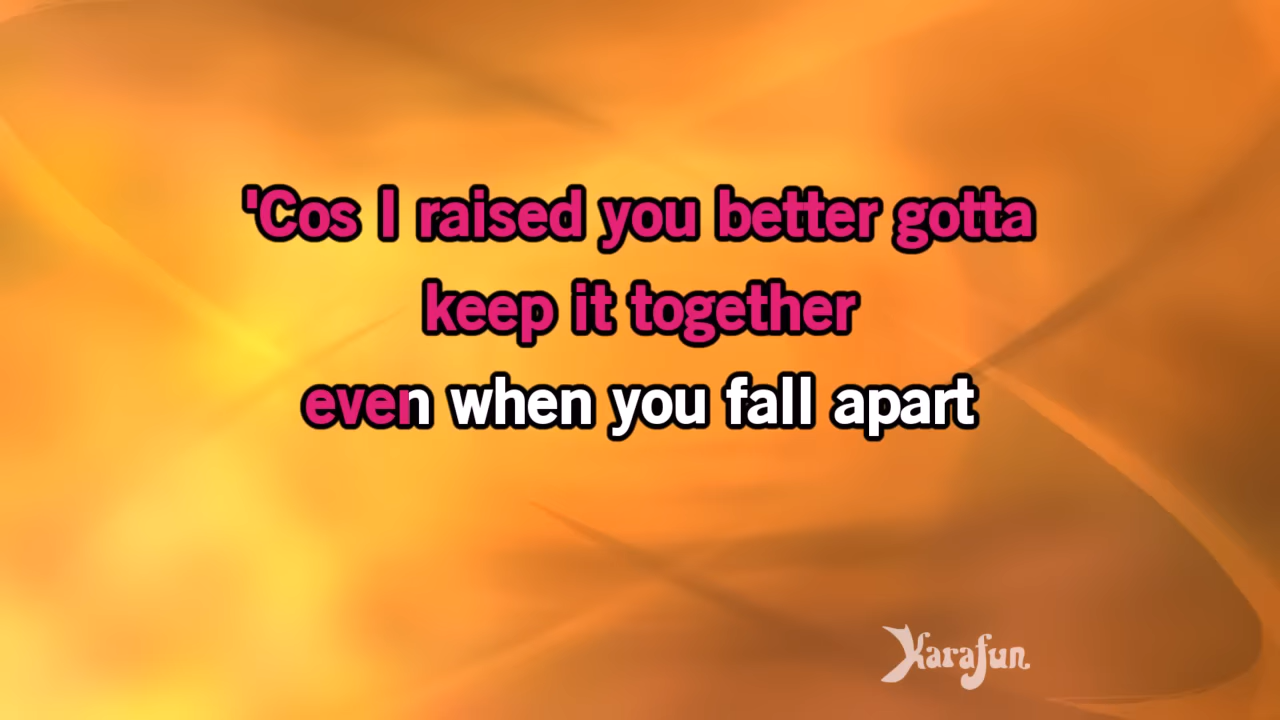 'Cos I raised you better gotta
keep it together
even when you fall apart
Karafun